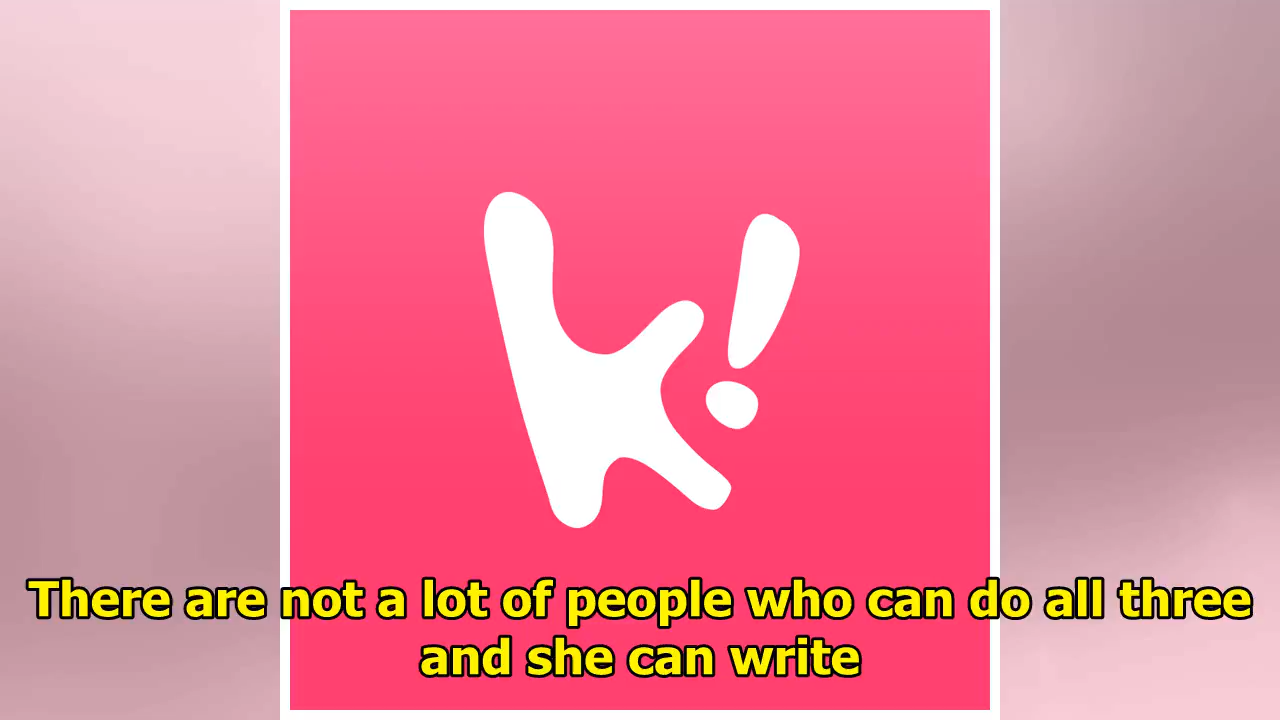 k!
There are not a lot of people who can do all three
and she can write